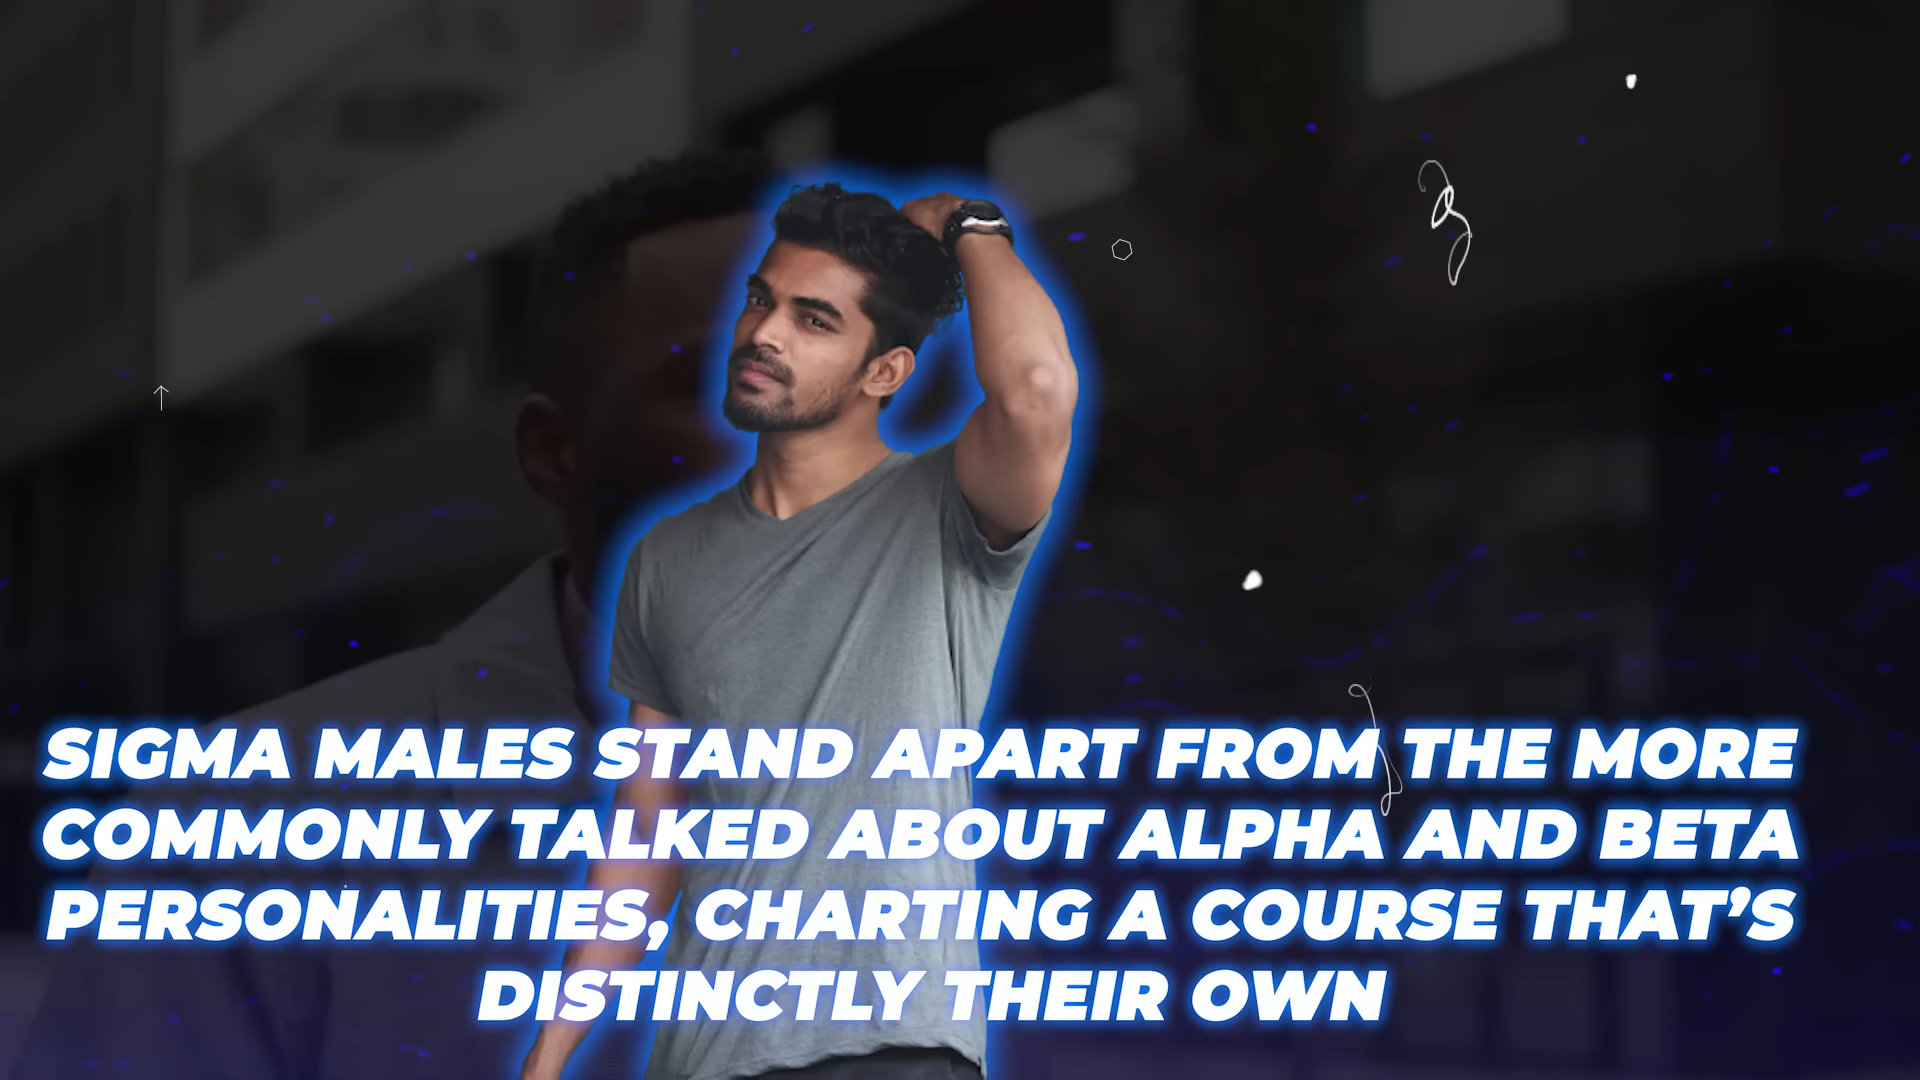 SIGMA MALES STAND APART FROM THE MORE
COMMONLY TALKED ABOUT ALPHA AND BETA
PERSONALITIES, CHARTING A COURSE THAT’S
DISTINCTLY THEIR OWN